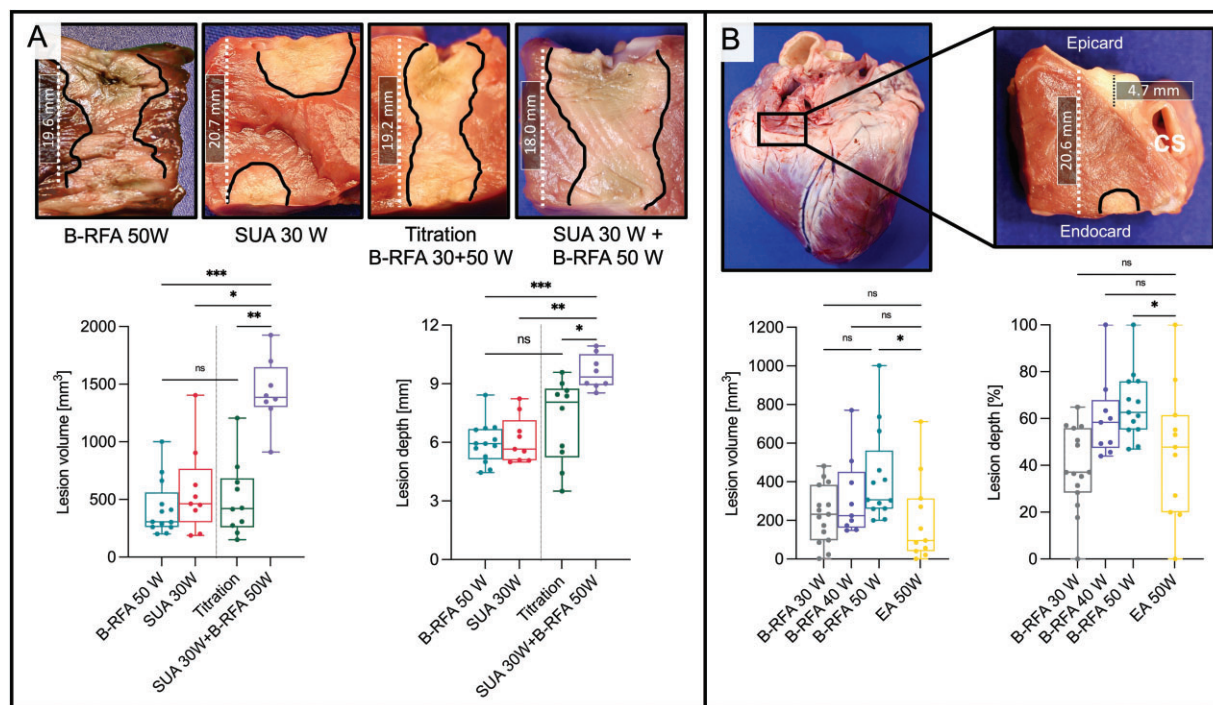 A
19.6 mm
20.7 mm
19.2 mm
18.0 mm
B-RFA 50W
SUA 30 W
Titration
B-RFA 30+50 W
SUA 30 W +
B-RFA 50 W
***
*
**
ns
Lesion volume [mm³]
2000
1500
1000
500
0
B-RFA 50 W
SUA 30W
Titration
SUA 30W+B-RFA 50W
***
**
*
ns
Lesion depth [mm]
12
9
6
3
0
B-RFA 50 W
SUA 30W
Titration
SUA 30W+B-RFA 50W
B
Epicard
4.7 mm
20.6 mm
CS
Endocard
ns
ns
ns
*
Lesion volume [mm³]
1200
1000
800
600
400
200
0
B-RFA 30 W
B-RFA 40 W
B-RFA 50 W
EA 50W
ns
ns
*
Lesion depth [%]
100
80
60
40
20
0
B-RFA 30 W
B-RFA 40 W
B-RFA 50 W
EA 50W